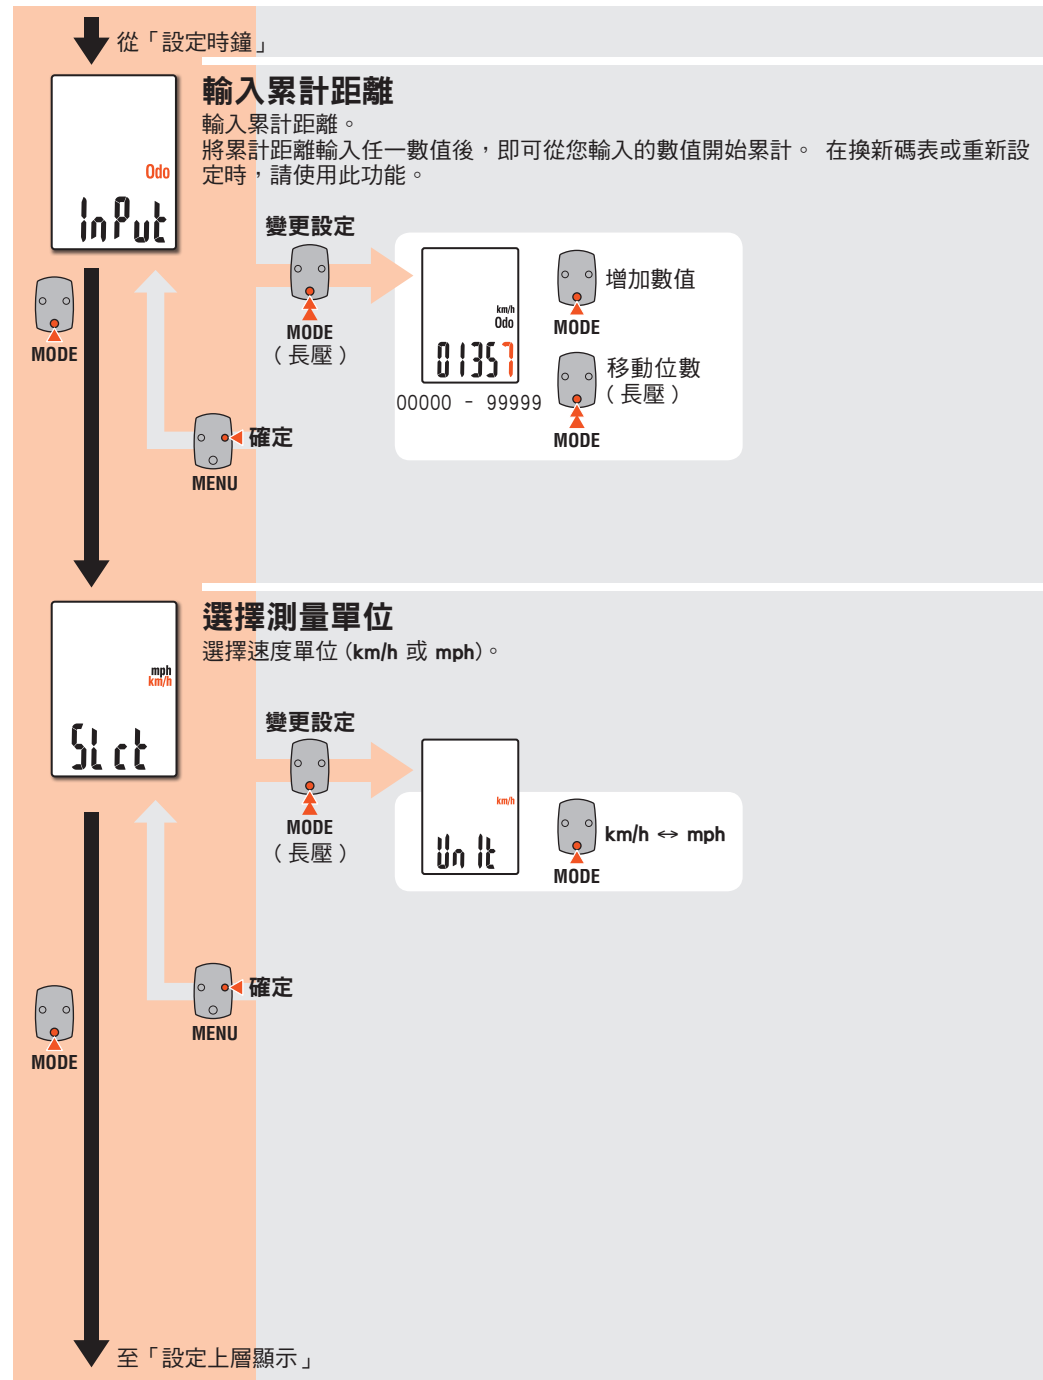 從「設定時鐘」
輸入累計距離
輸入累計距離。
將累計距離輸入任一數值後，即可從您輸入的數值開始累計。 在換新碼表或重新設
定時，請使用此功能。
Odo
InPut
變更設定
MODE
（長壓）
km/h
Odo
01357
00000 - 99999
增加數值
MODE
移動位數
（長壓）
MODE
MODE
確定
MENU
選擇測量單位
選擇速度單位 (km/h 或 mph)。
mph
km/h
Slct
變更設定
MODE
（長壓）
km/h
Unit
km/h ↔ mph
MODE
確定
MENU
MODE
至「設定上層顯示」